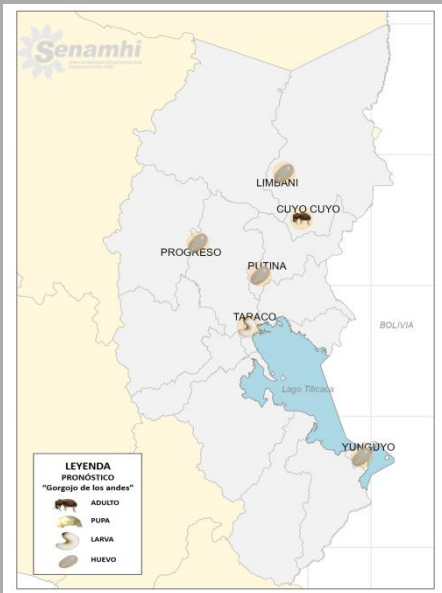 Senamhi
LIMBANI
CUYO CUYO
PROGRESO
PUTINA
TARACO
BOLIVIA
Lago Titicaca
YUNGUYO
LEYENDA
PRONÓSTICO
"Gorgojo de los andes"
ADULTO
PUPA
LARVA
HUEVO